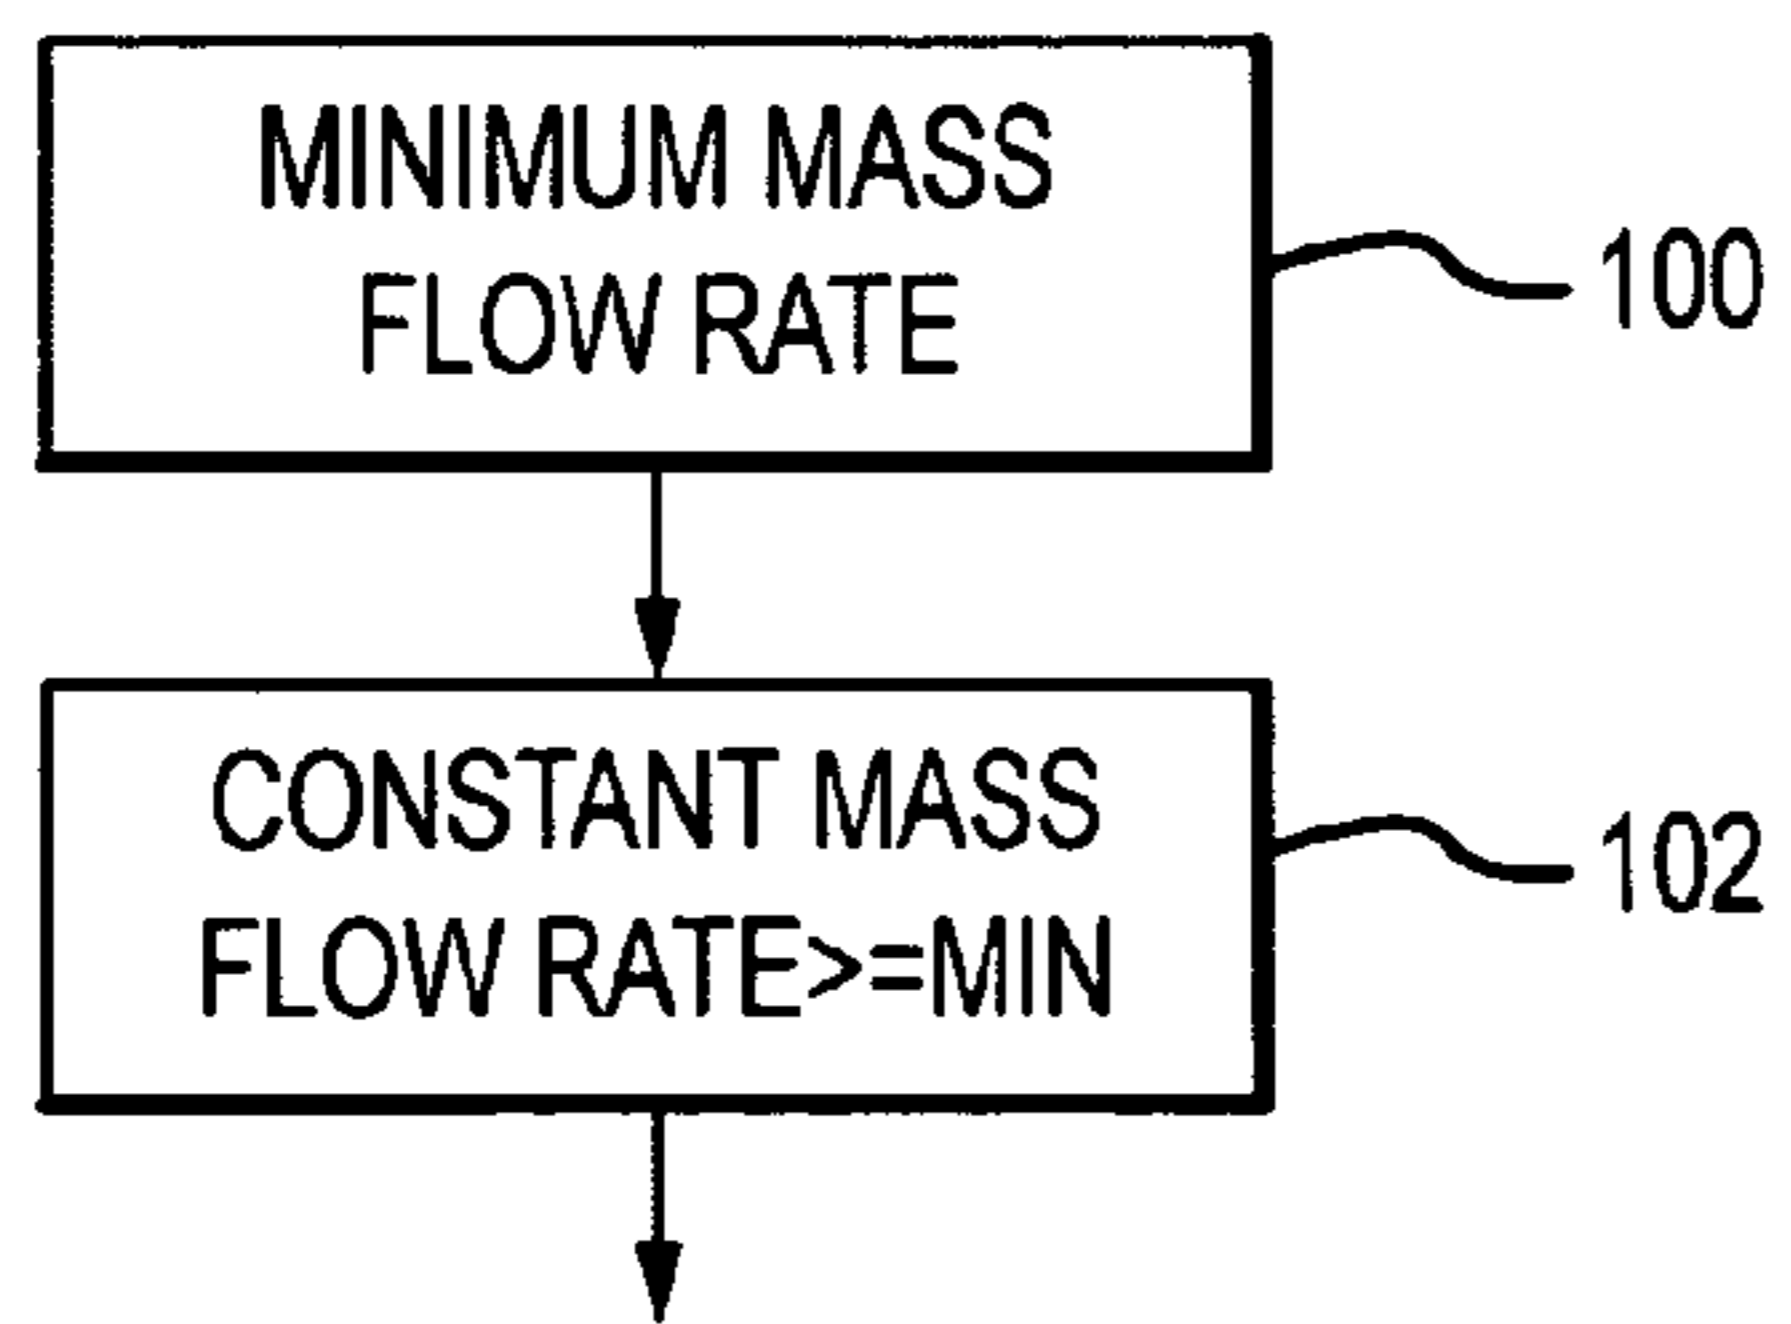 MINIMUM MASS
FLOW RATE
100
CONSTANT MASS
FLOW RATE>=MIN
102